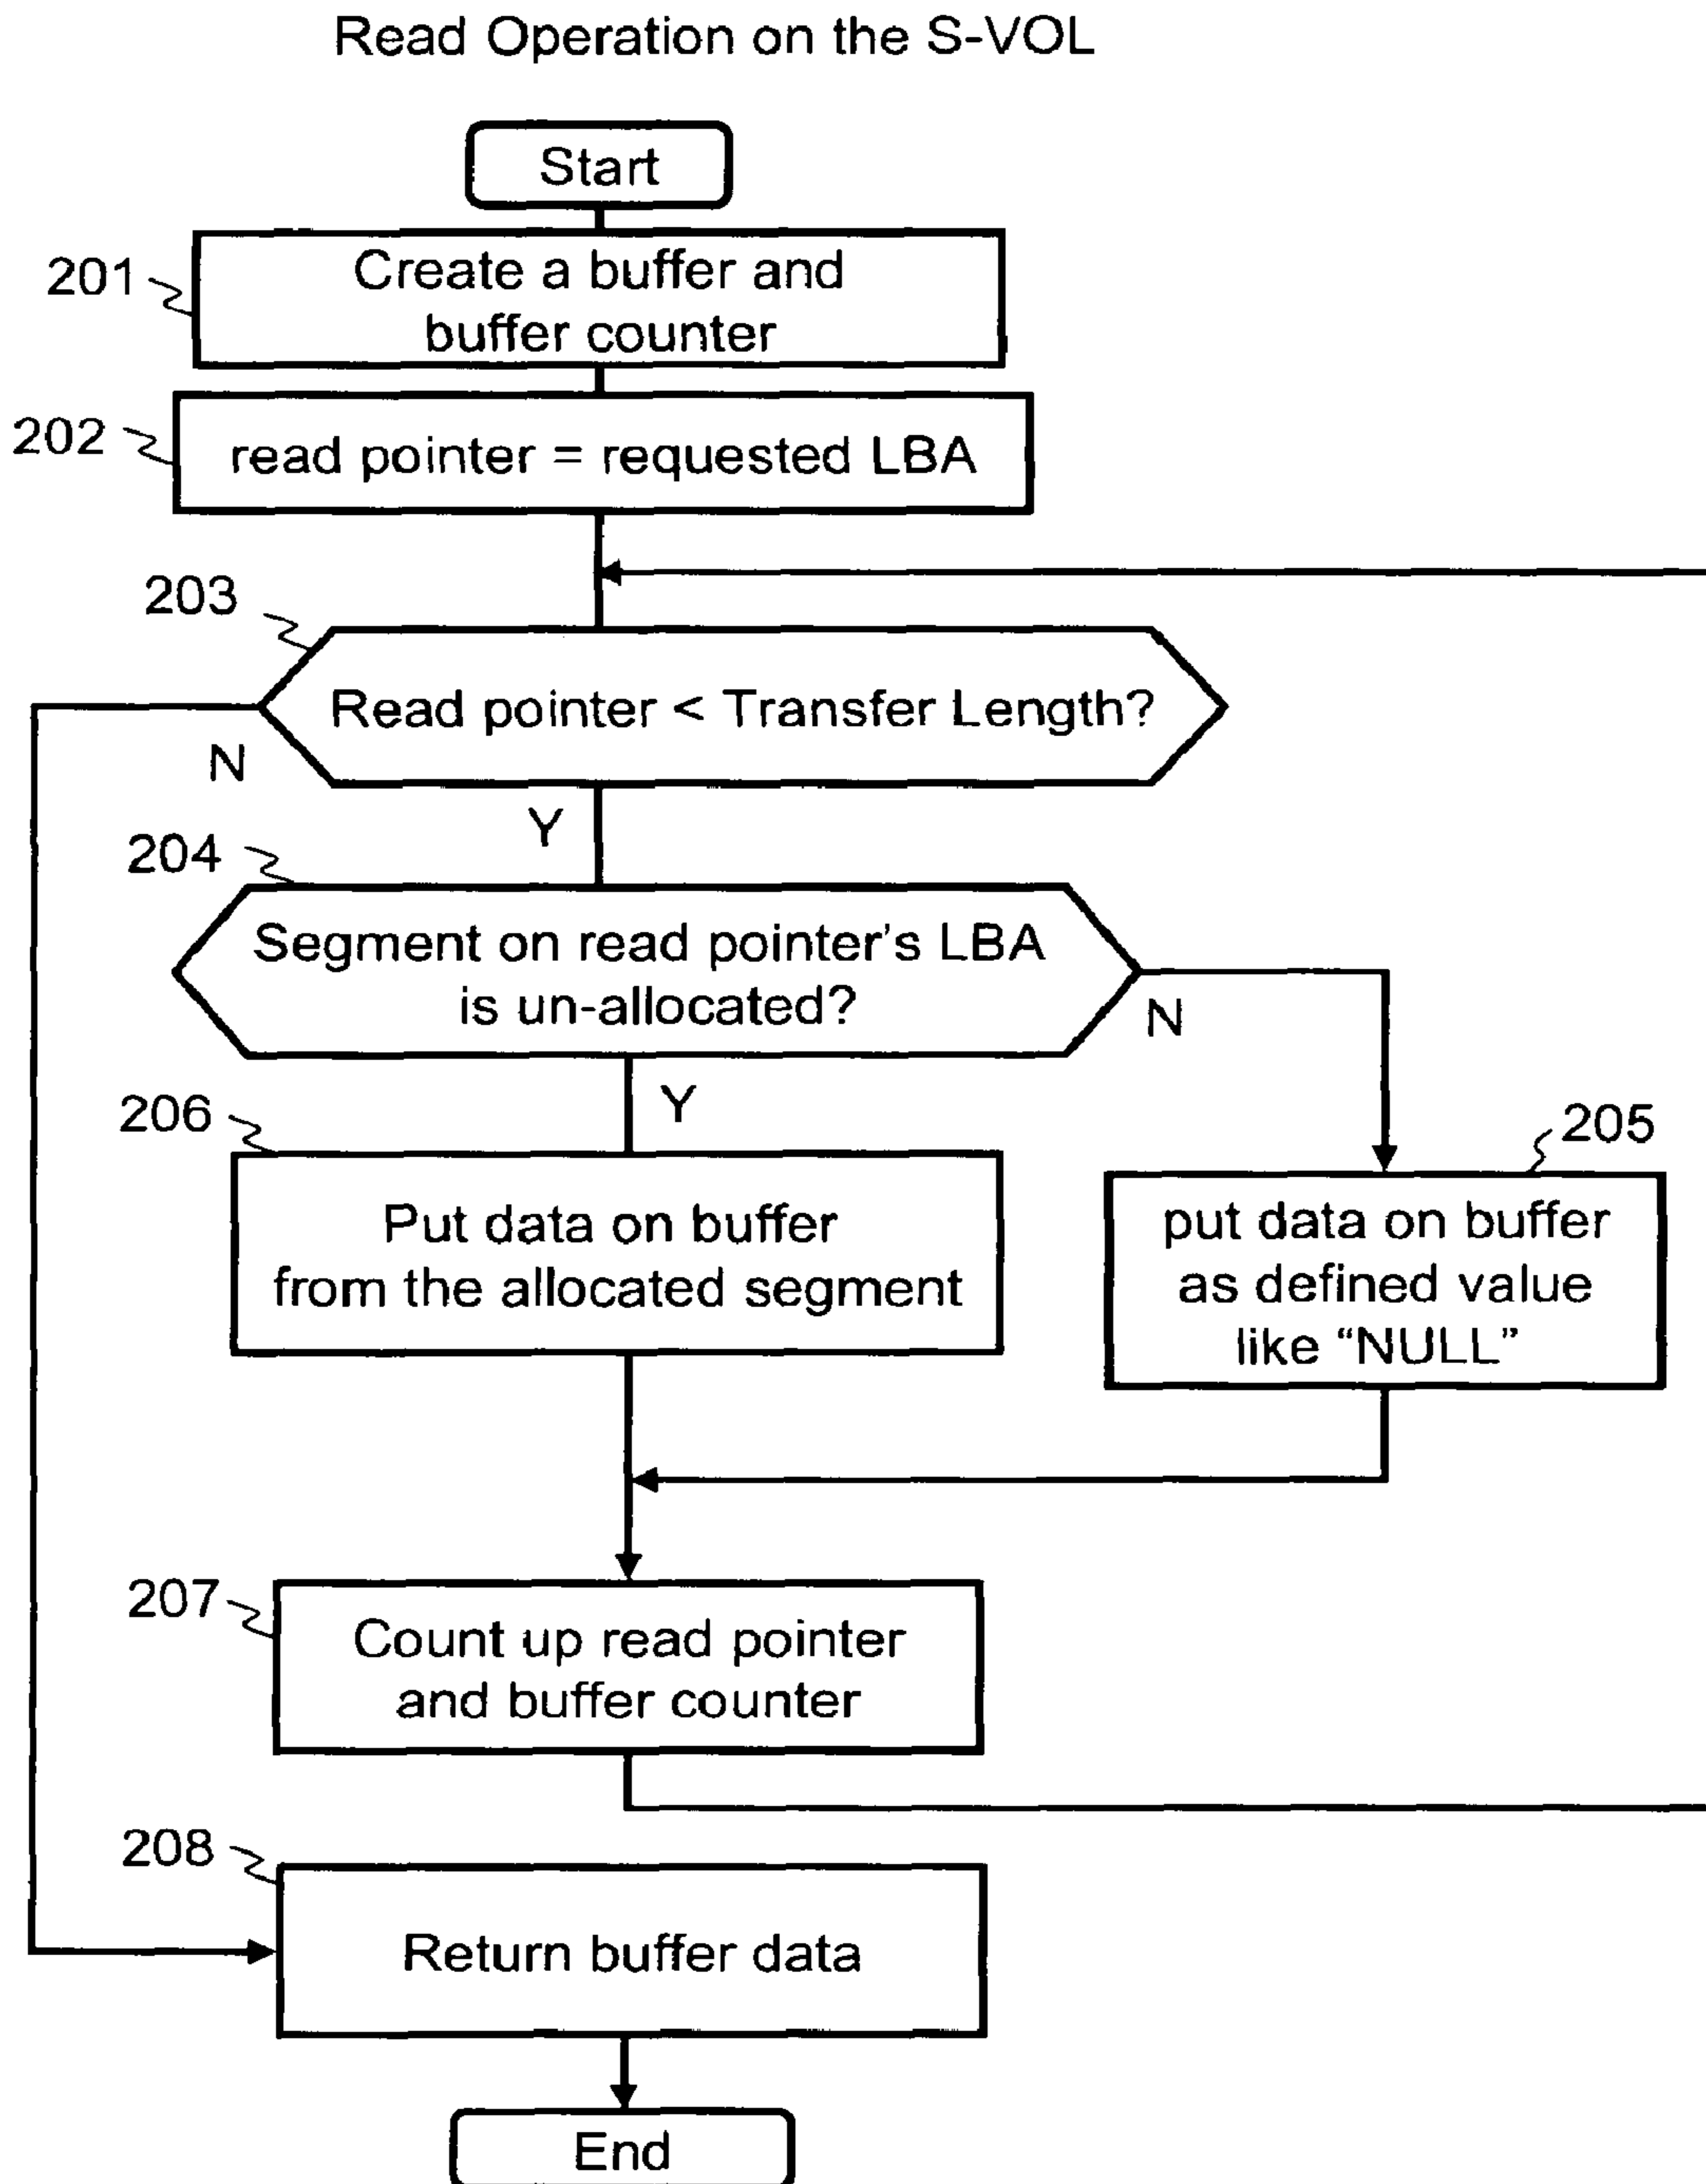 Read Operation on the S-VOL
Start
201
Create a buffer and
buffer counter
202
read pointer = requested LBA
203
Read pointer < Transfer Length?
N
Y
204
Segment on read pointer's LBA
is un-allocated?
N
Y
206
Put data on buffer
from the allocated segment
205
put data on buffer
as defined value
like “NULL”
207
Count up read pointer
and buffer counter
208
Return buffer data
End